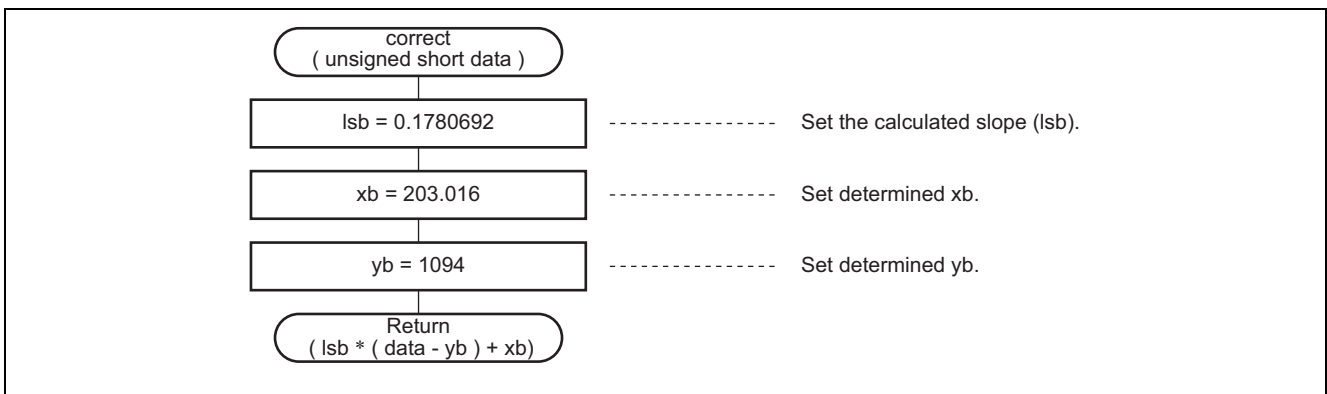 correct
( unsigned short data )
lsb = 0.1780692
Set the calculated slope (lsb).
xb = 203.016
Set determined xb.
yb = 1094
Set determined yb.
Return
( lsb * ( data - yb ) + xb)